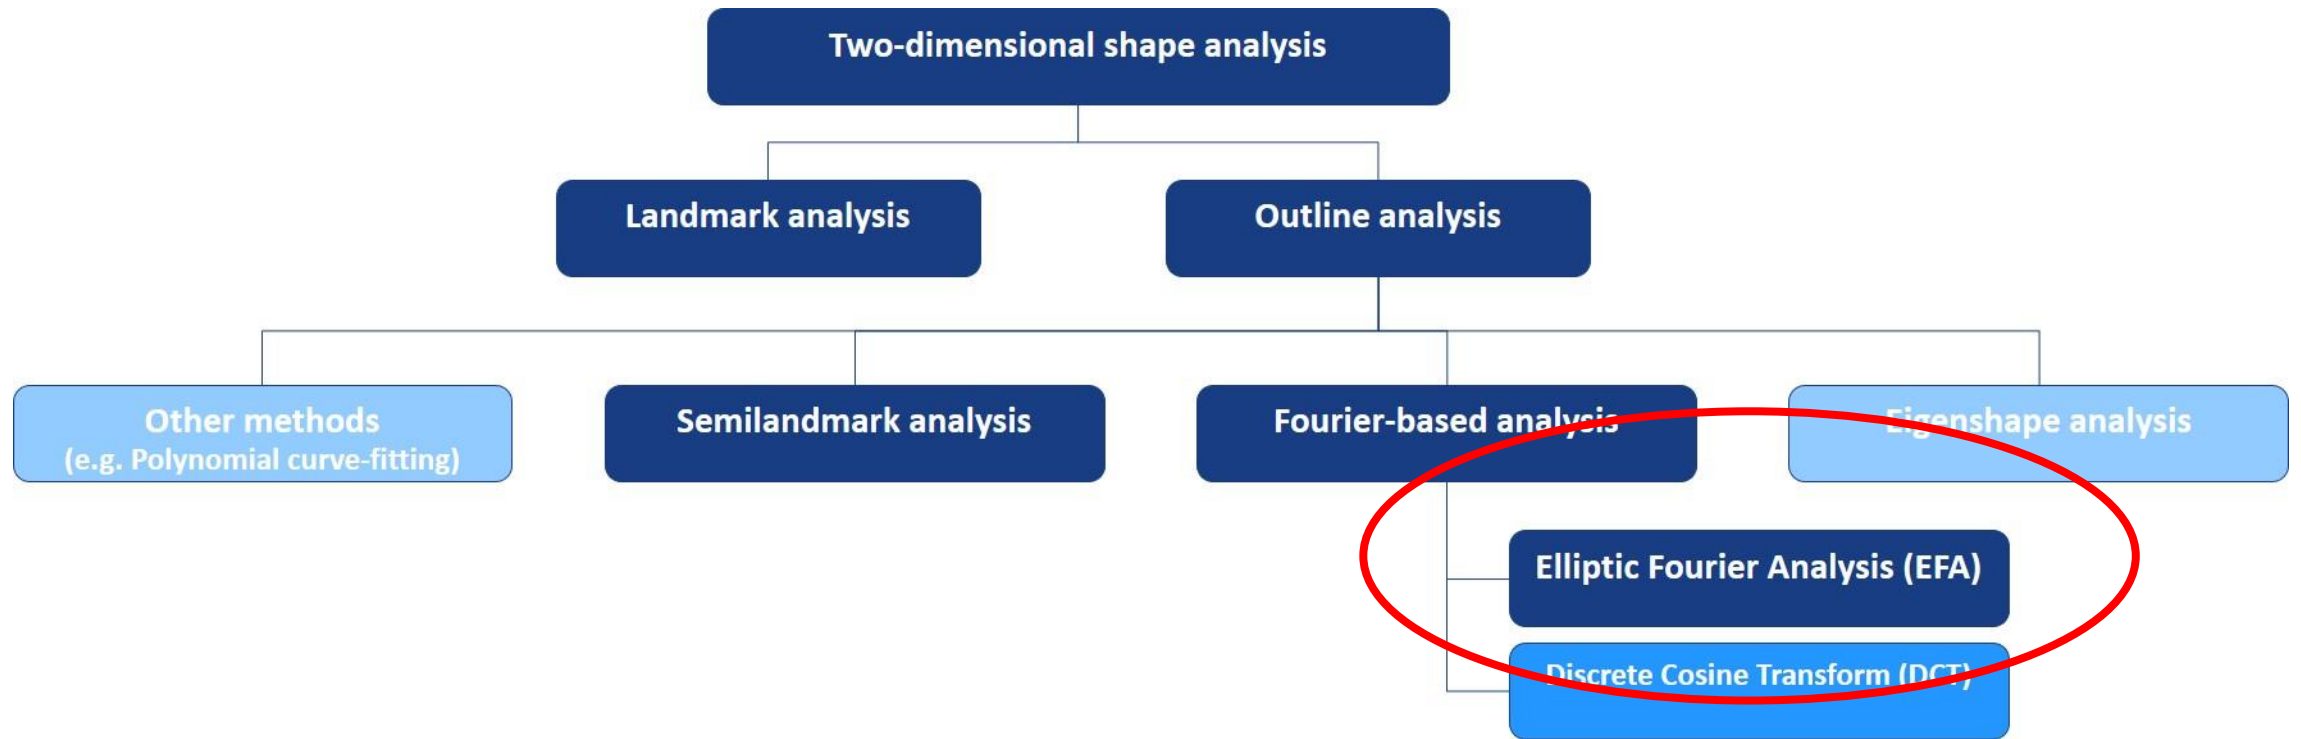 Two-dimensional shape analysis
Landmark analysis
Outline analysis
Other methods
(e.g. Polynomial curve-fitting)
Semilandmark analysis
Fourier-based analysis
Eigenshape analysis
Elliptic Fourier Analysis (EFA)
Discrete Cosine Transform (DCT)